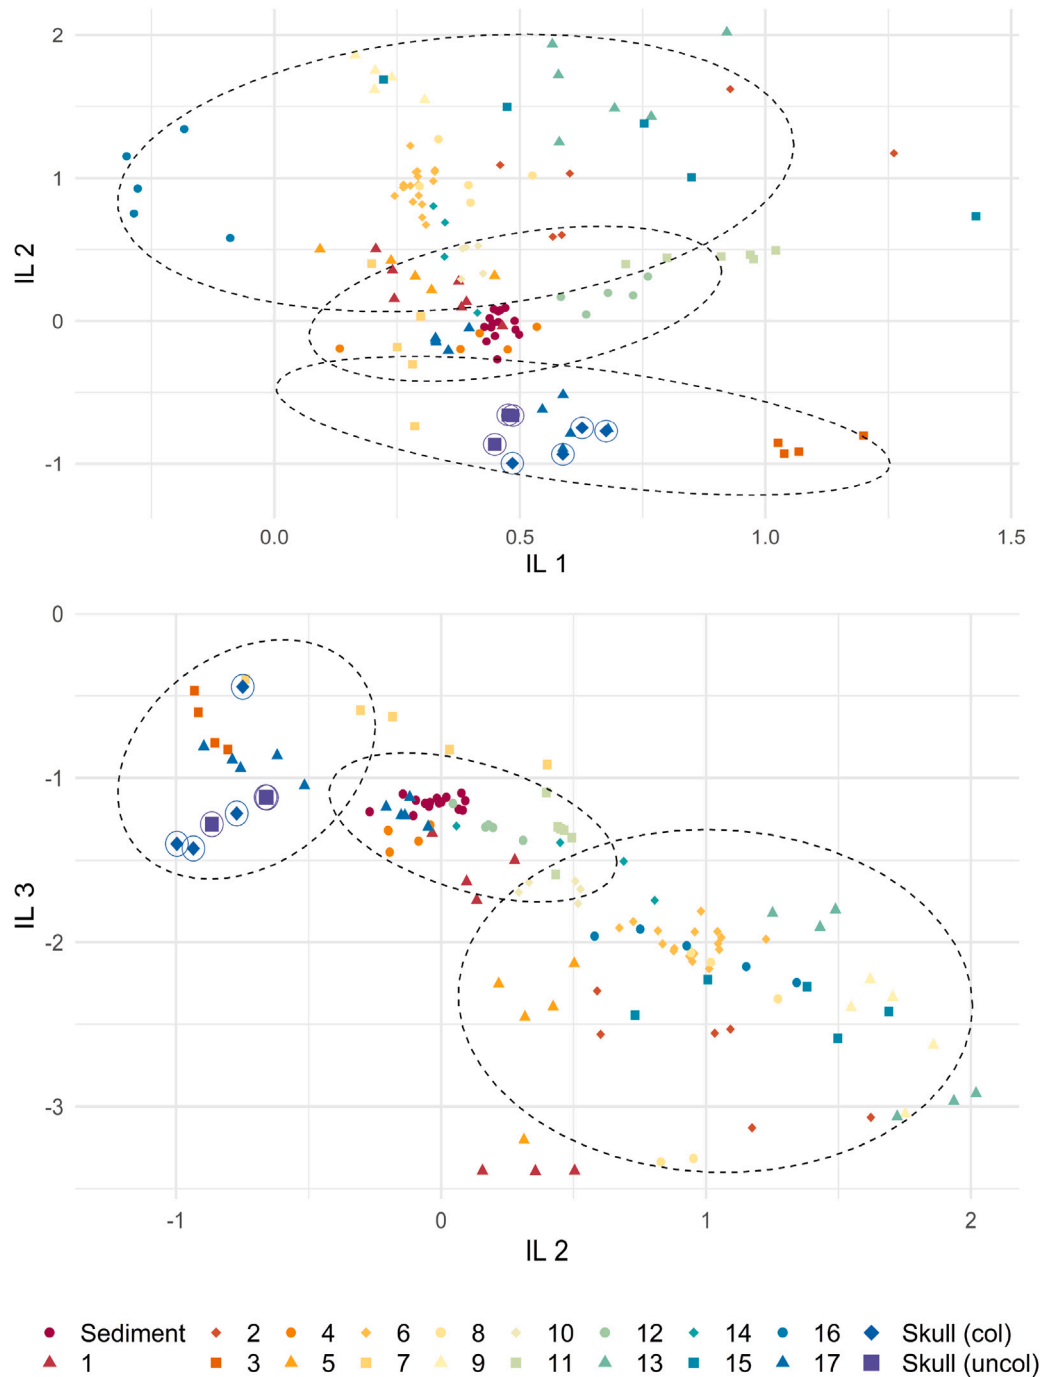 2
1
0
-1
IL 2
0.0 0.5 1.0 1.5
IL 1
0
-1
-2
-3
IL 3
-1 0 1 2
IL 2
Sediment 2 4 6 8 10 12 14 16 Skull (col)
1 3 5 7 9 11 13 15 17 Skull (uncol)